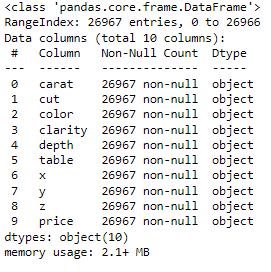 <class 'pandas.core.frame.DataFrame'>
RangeIndex: 26967 entries, 0 to 26966
Data columns (total 10 columns):
 #   Column   Non-Null Count  Dtype
---  ------   --------------  -----
 0   carat    26967 non-null  object
 1   cut      26967 non-null  object
 2   color    26967 non-null  object
 3   clarity  26967 non-null  object
 4   depth    26967 non-null  object
 5   table    26967 non-null  object
 6   x        26967 non-null  object
 7   y        26967 non-null  object
 8   z        26967 non-null  object
 9   price    26967 non-null  object
dtypes: object(10)
memory usage: 2.1+ MB